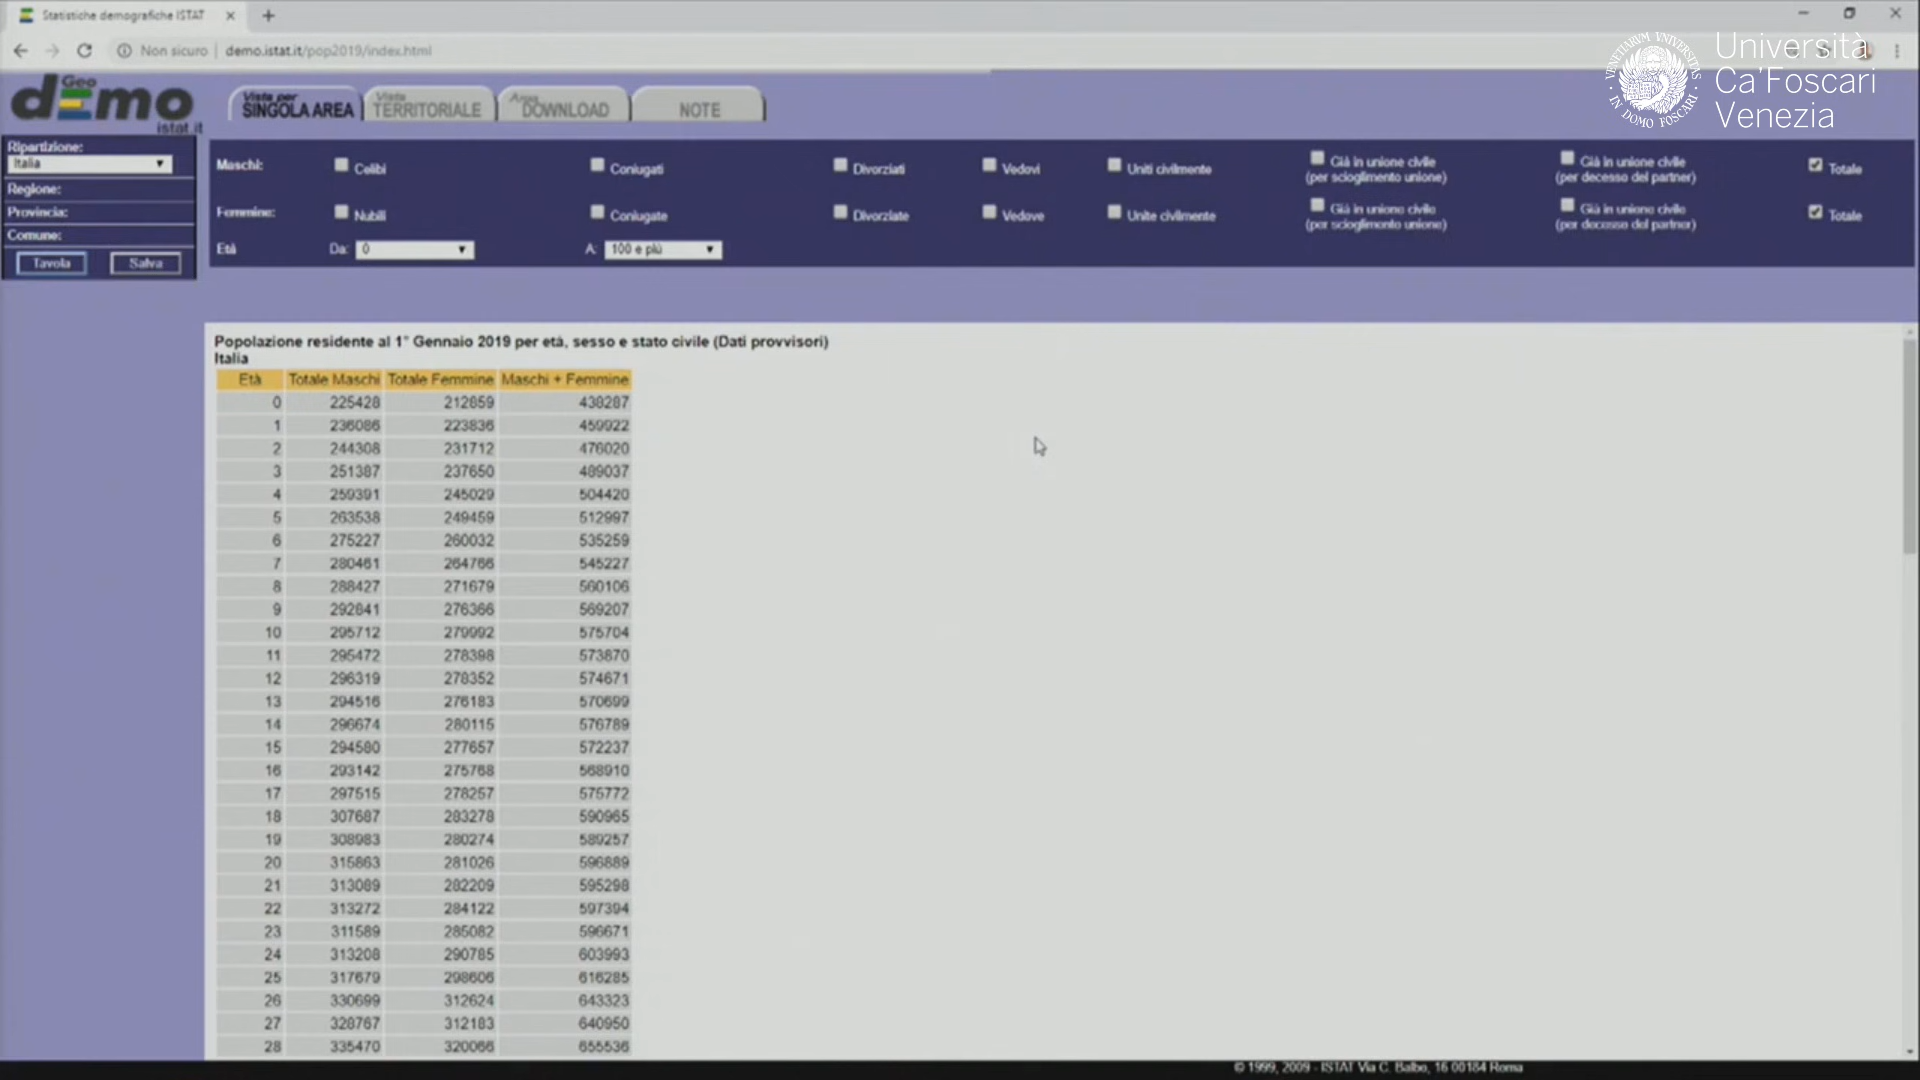 Statistiche demografiche ISTAT
Non sicuro | demo.istat.it/pop2019/index.html
Università
Ca'Foscari
Venezia
Geo
demo
istat.it
Vista per SINGOLA AREA
Vista TERRITORIALE
Area DOWNLOAD
NOTE
Ripartizione:
Italia
Regione:
Provincia:
Comune:
Tavola Salva
Maschi: Celibi Coniugati Divorziati Vedovi Uniti civilmente Già in unione civile (per scioglimento unione) Già in unione civile (per decesso del partner) Totale
Femmine: Nubili Coniugate Divorziate Vedove Unite civilmente Già in unione civile (per scioglimento unione) Già in unione civile (per decesso del partner) Totale
Età Da: 0 A: 100 e più
Popolazione residente al 1° Gennaio 2019 per età, sesso e stato civile (Dati provvisori)
Italia
Età Totale Maschi Totale Femmine Maschi + Femmine
0 225428 212859 438287
1 236086 223836 459922
2 244308 231712 476020
3 251387 237650 489037
4 259391 245029 504420
5 263538 249459 512997
6 275227 260032 535259
7 280461 264766 545227
8 288427 271679 560106
9 292841 276366 569207
10 295712 279992 575704
11 295472 278398 573870
12 296319 278352 574671
13 294516 276183 570699
14 296674 280115 576789
15 294580 277657 572237
16 293142 275768 568910
17 297515 278257 575772
18 307687 283278 590965
19 308983 280274 589257
20 315863 281026 596889
21 313089 282209 595298
22 313272 284122 597394
23 311589 285082 596671
24 313208 290785 603993
25 317679 298606 616285
26 330699 312624 643323
27 328767 312183 640950
28 335470 320066 655536
© 1999, 2009 - ISTAT Via C. Balbo, 16 00184 Roma